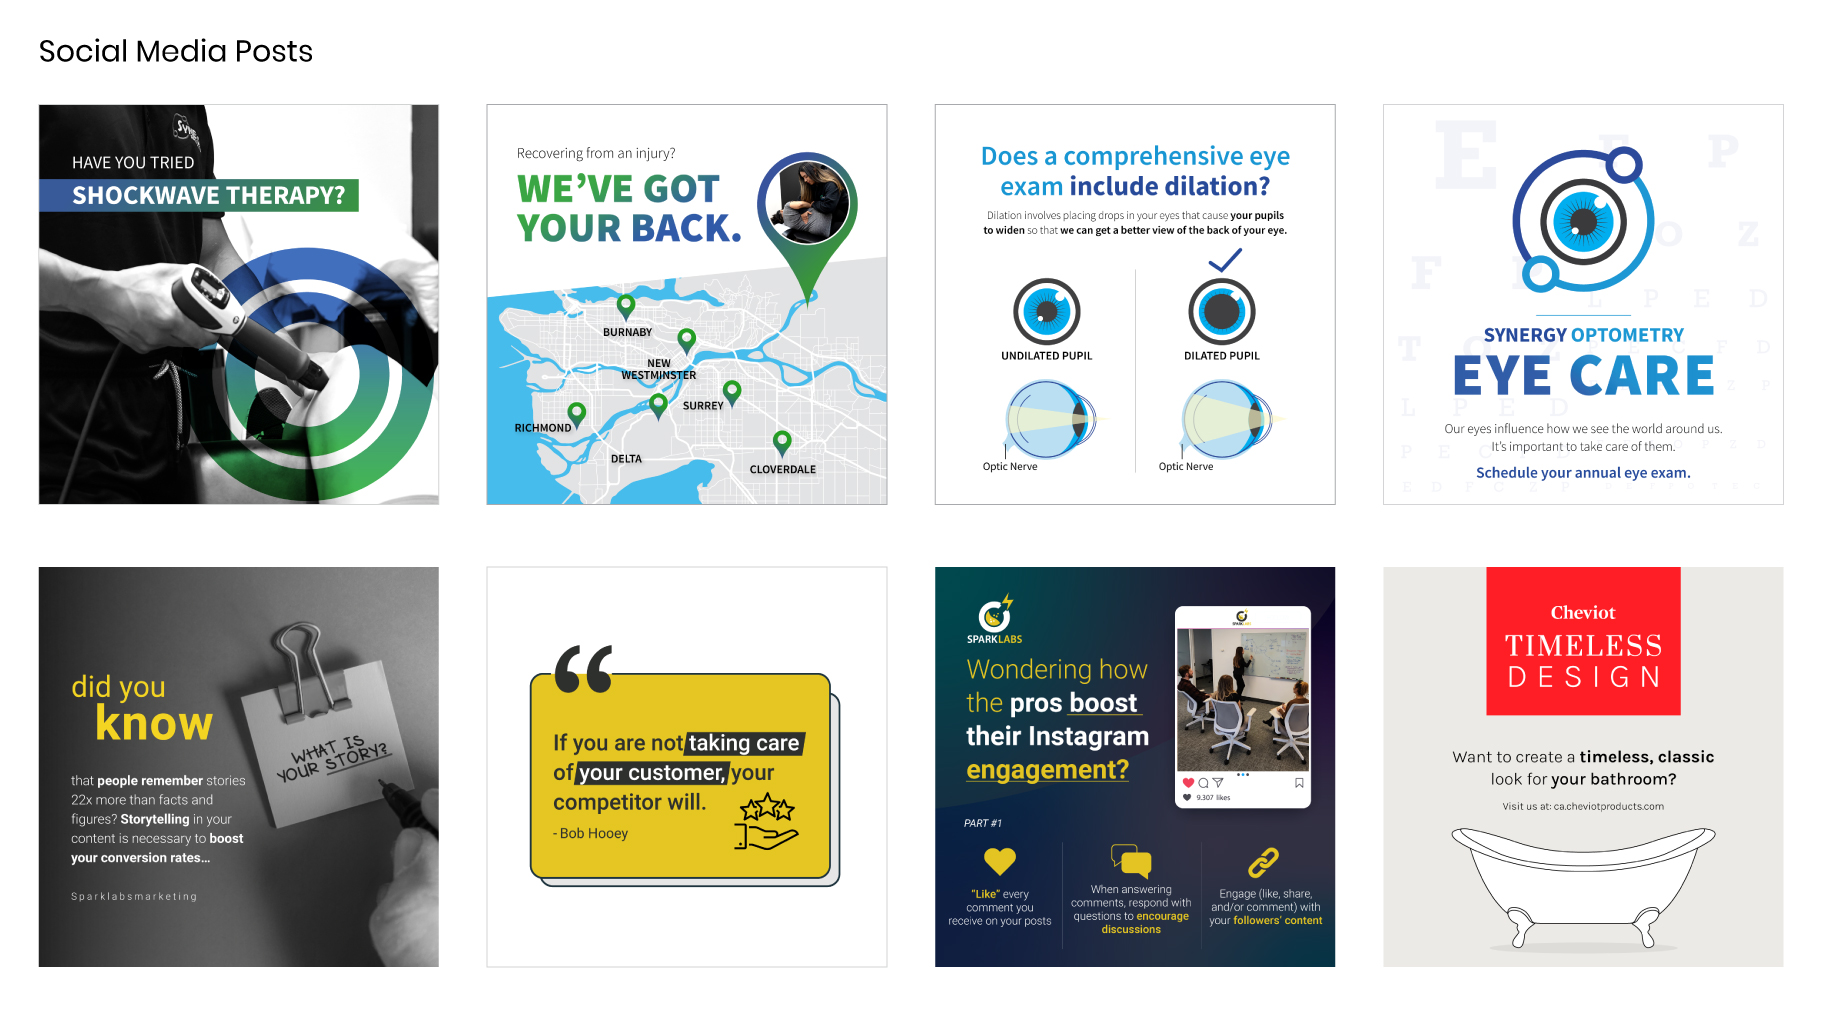 Social Media Posts
HAVE YOU TRIED
SHOCKWAVE THERAPY?
Recovering from an injury?
WE'VE GOT
YOUR BACK.
BURNABY
NEW
WESTMINSTER
SURREY
RICHMOND
DELTA
CLOVERDALE
Does a comprehensive eye
exam include dilation?
Dilation involves placing drops in your eyes that cause your pupils
to widen so that we can get a better view of the back of your eye.
UNDILATED PUPIL
DILATED PUPIL
Optic Nerve
Optic Nerve
E
F
P
O
Z
F
L P E D
T
L P E D
SYNERGY OPTOMETRY
EYE CARE
Our eyes influence how we see the world around us.
It's important to take care of them.
Schedule your annual eye exam.
E D F C Z P
did you
know
that people remember stories
22x more than facts and
figures? Storytelling in your
content is necessary to boost
your conversion rates...
Sparklabsmarketing
WHAT IS
YOUR STORY?
“
If you are not taking care
of your customer, your
competitor will.
- Bob Hooey
SPARKLABS
Wondering how
the pros boost
their Instagram
engagement?
SPARKLABS
9.307 likes
PART #1
“Like” every
comment you
receive on your posts
When answering
comments, respond with
questions to encourage
discussions
Engage (like, share,
and/or comment) with
your followers' content
Cheviot
TIMELESS
DESIGN
Want to create a timeless, classic
look for your bathroom?
Visit us at: ca.cheviotproducts.com